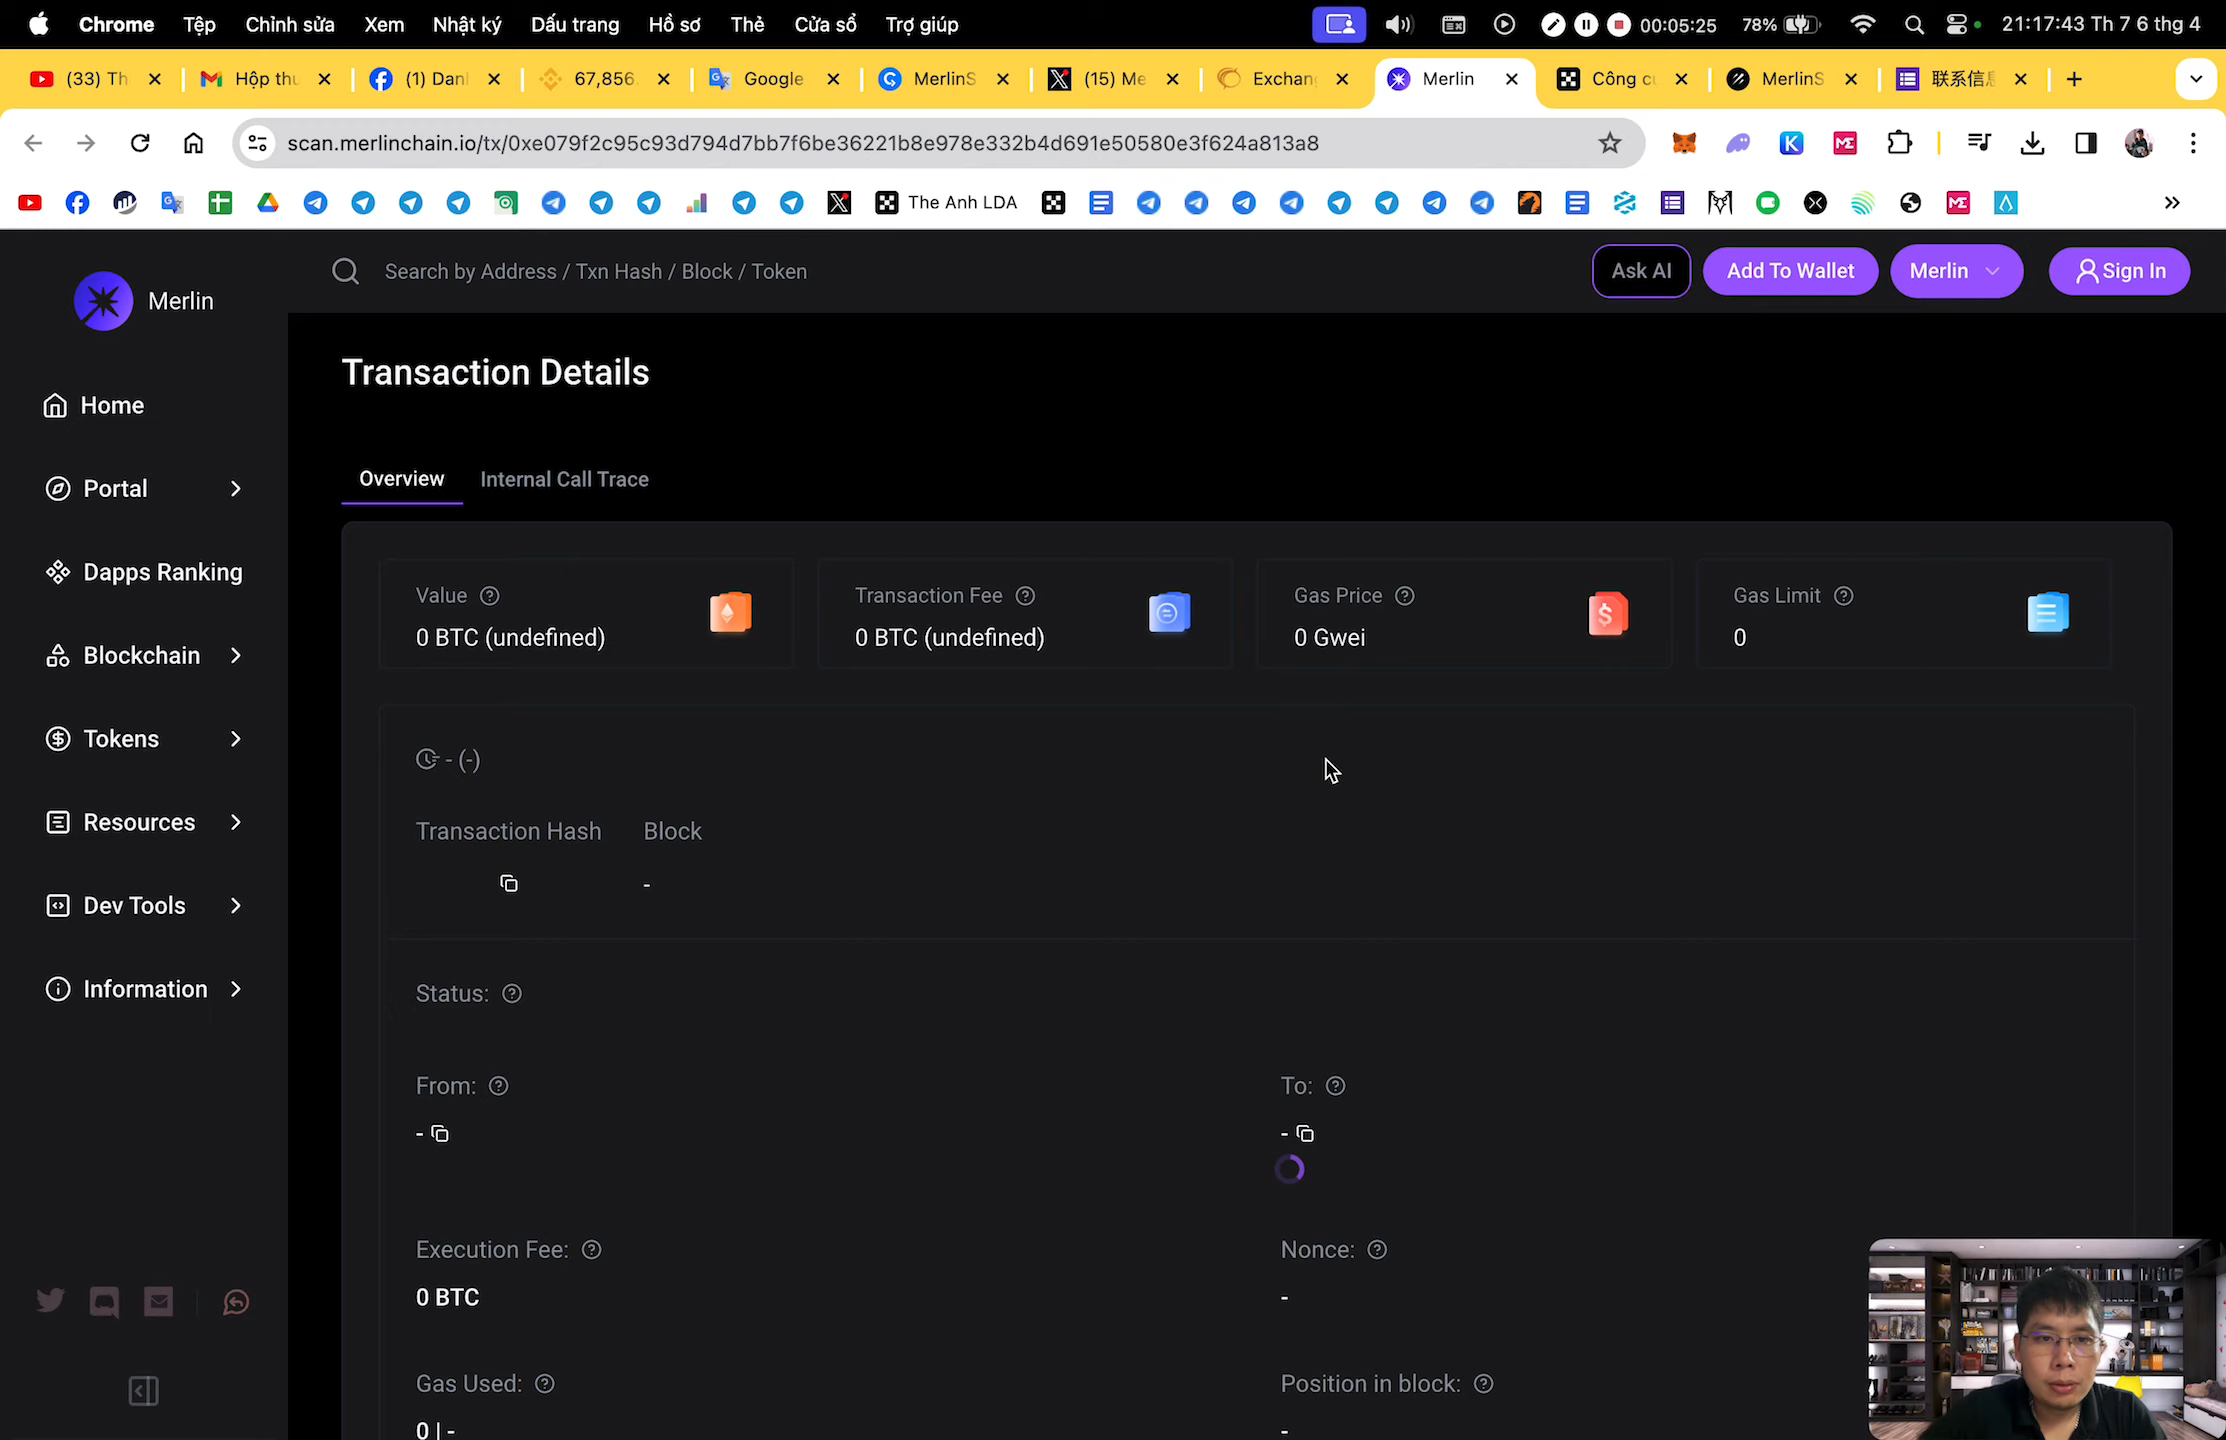 Chrome Tệp Chỉnh sửa Xem Nhật ký Dấu trang Hồ sơ Thẻ Cửa sổ Trợ giúp 00:05:25 78% 21:17:43 Th 7 6 thg 4
(33) Th Hộp thư (1) Danl 67,856. Google MerlinS (15) Me Exchan Merlin Công cụ MerlinS 联系信息
scan.merlinchain.io/tx/0xe079f2c95c93d794d7bb7f6be36221b8e978e332b4d691e50580e3f624a813a8
The Anh LDA
Merlin
Search by Address / Txn Hash / Block / Token
Ask AI
Add To Wallet
Merlin
Sign In
Home
Portal
Dapps Ranking
Blockchain
Tokens
Resources
Dev Tools
Information
Transaction Details
Overview Internal Call Trace
Value Transaction Fee Gas Price Gas Limit
0 BTC (undefined) 0 BTC (undefined) 0 Gwei 0
- (-)
Transaction Hash Block
-
Status:
From: To:
- -
Execution Fee: Nonce:
0 BTC -
Gas Used: Position in block:
0 | - -